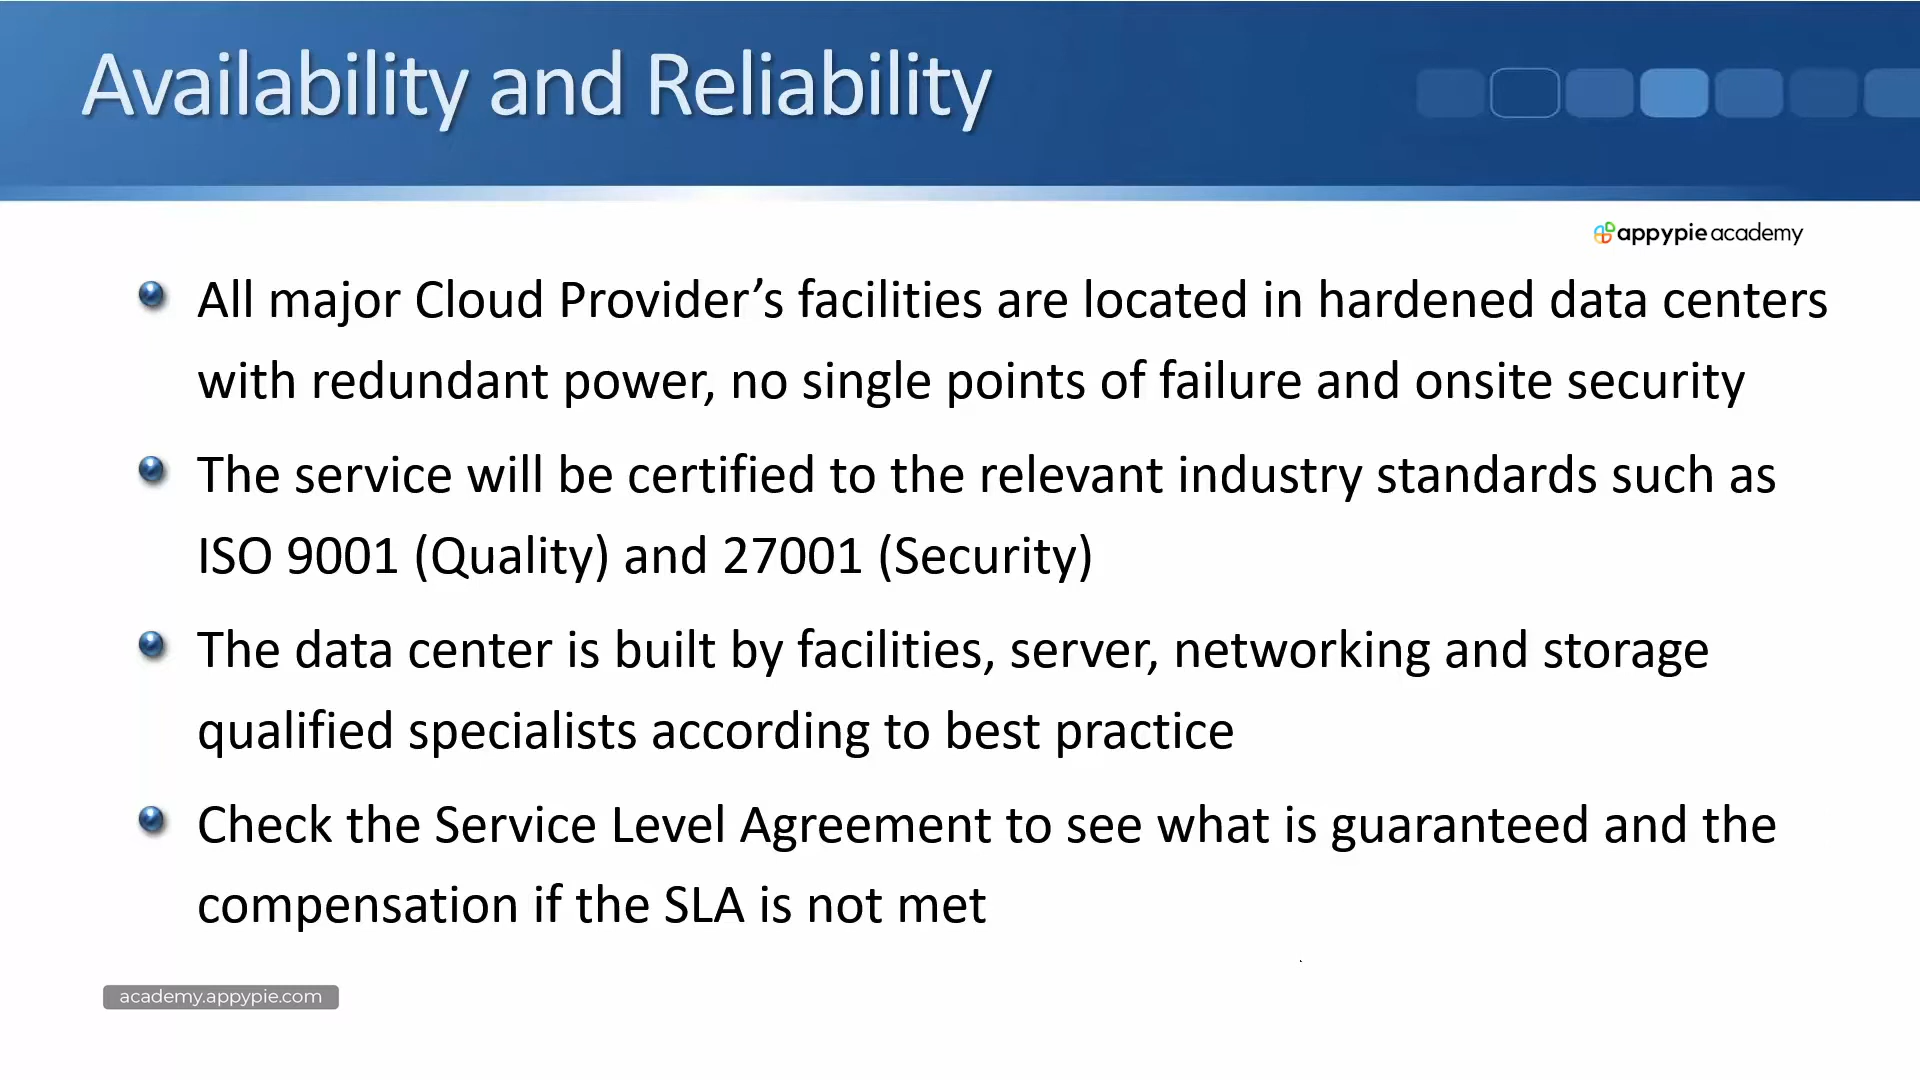 Availability and Reliability
appypie academy
All major Cloud Provider’s facilities are located in hardened data centers
with redundant power, no single points of failure and onsite security
The service will be certified to the relevant industry standards such as
ISO 9001 (Quality) and 27001 (Security)
The data center is built by facilities, server, networking and storage
qualified specialists according to best practice
Check the Service Level Agreement to see what is guaranteed and the
compensation if the SLA is not met
academy.appypie.com